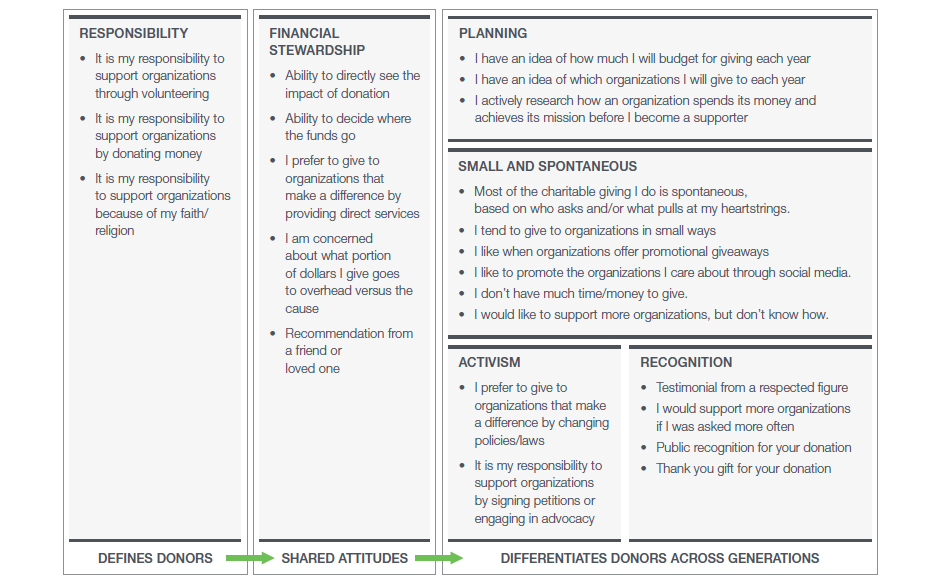 RESPONSIBILITY
• It is my responsibility to
support organizations
through volunteering
• It is my responsibility to
support organizations
by donating money
• It is my responsibility
to support organizations
because of my faith/
religion
FINANCIAL
STEWARDSHIP
• Ability to directly see the
impact of donation
• Ability to decide where
the funds go
• I prefer to give to
organizations that
make a difference by
providing direct services
• I am concerned
about what portion
of dollars I give goes
to overhead versus the
cause
• Recommendation from
a friend or
loved one
PLANNING
• I have an idea of how much I will budget for giving each year
• I have an idea of which organizations I will give to each year
• I actively research how an organization spends its money and
achieves its mission before I become a supporter
SMALL AND SPONTANEOUS
• Most of the charitable giving I do is spontaneous,
based on who asks and/or what pulls at my heartstrings.
• I tend to give to organizations in small ways
• I like when organizations offer promotional giveaways
• I like to promote the organizations I care about through social media.
• I don't have much time/money to give.
• I would like to support more organizations, but don't know how.
ACTIVISM
• I prefer to give to
organizations that make
a difference by changing
policies/laws
• It is my responsibility to
support organizations
by signing petitions or
engaging in advocacy
RECOGNITION
• Testimonial from a respected figure
• I would support more organizations
if I was asked more often
• Public recognition for your donation
• Thank you gift for your donation
DEFINES DONORS
SHARED ATTITUDES
DIFFERENTIATES DONORS ACROSS GENERATIONS